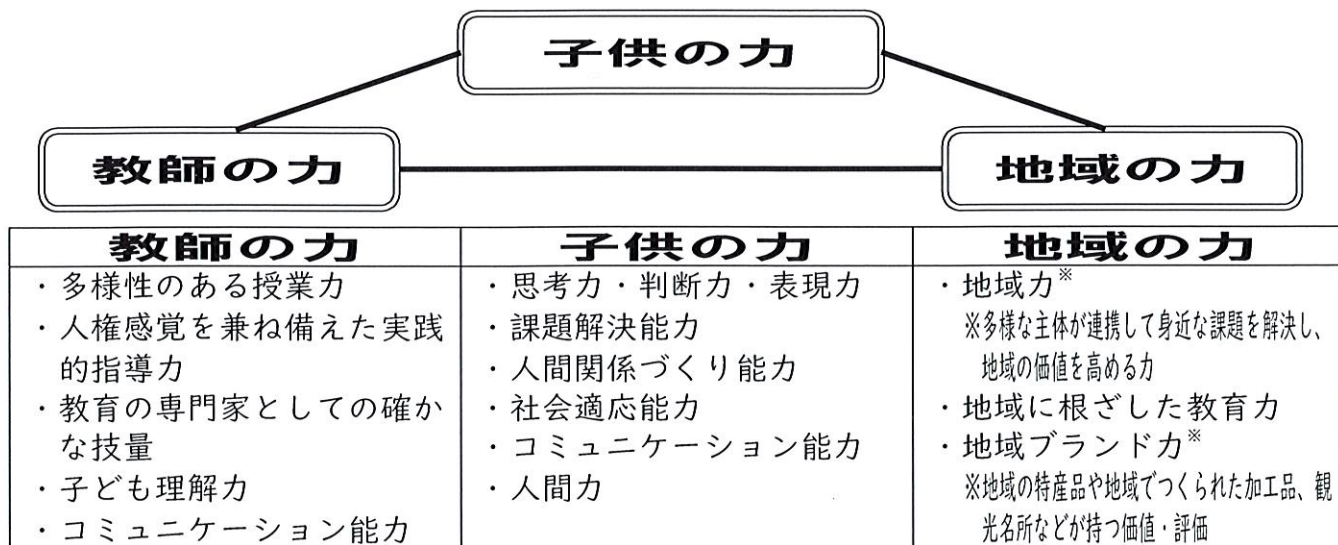 子供の力
教師の力
地域の力
教師の力
・多様性のある授業力
・人権感覚を兼ね備えた実践
的指導力
・教育の専門家としての確か
な技量
・子ども理解力
・コミュニケーション能力
子供の力
・思考力・判断力・表現力
・課題解決能力
・人間関係づくり能力
・社会適応能力
・コミュニケーション能力
・人間力
地域の力
・地域力※
※多様な主体が連携して身近な課題を解決し、
地域の価値を高める力
・地域に根ざした教育力
・地域ブランド力※
※地域の特産品や地域でつくられた加工品、観
光名所などが持つ価値・評価